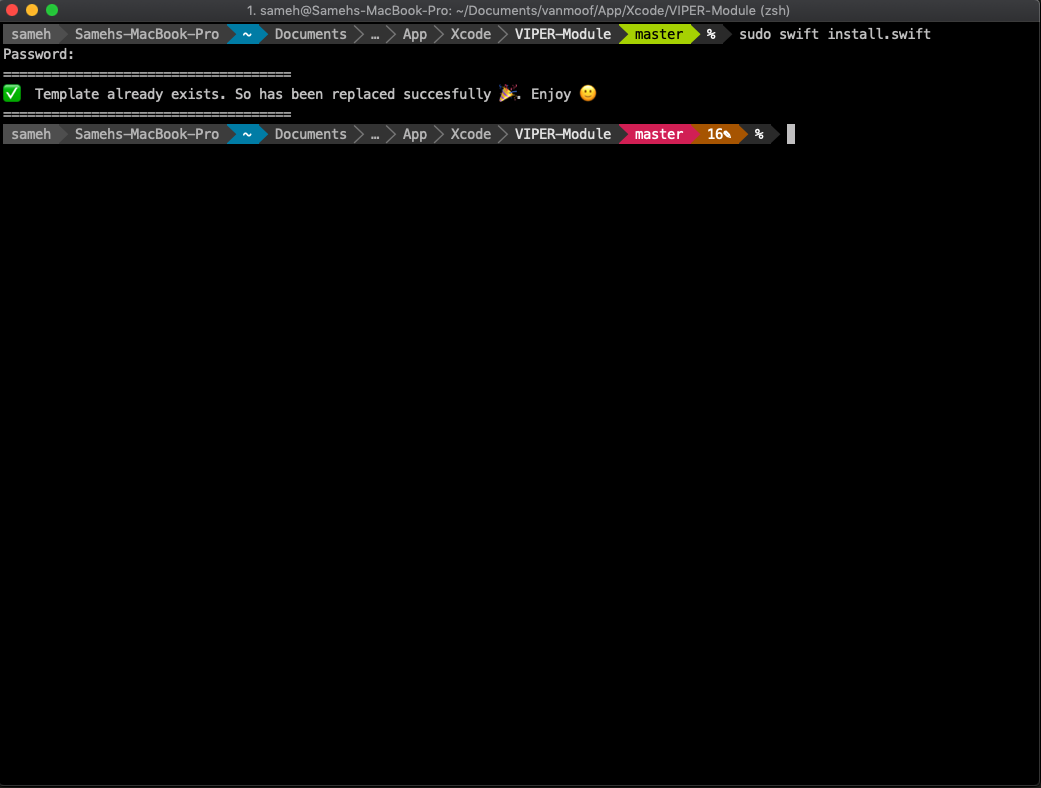 1. sameh@Samehs-MacBook-Pro: ~/Documents/vanmoof/App/Xcode/VIPER-Module (zsh)
sameh Samehs-MacBook-Pro ~ Documents … App Xcode VIPER-Module master % sudo swift install.swift
Password:
====================================
✅ Template already exists. So has been replaced succesfully 🎉. Enjoy 🙂
====================================
sameh Samehs-MacBook-Pro ~ Documents … App Xcode VIPER-Module master 16✎ %